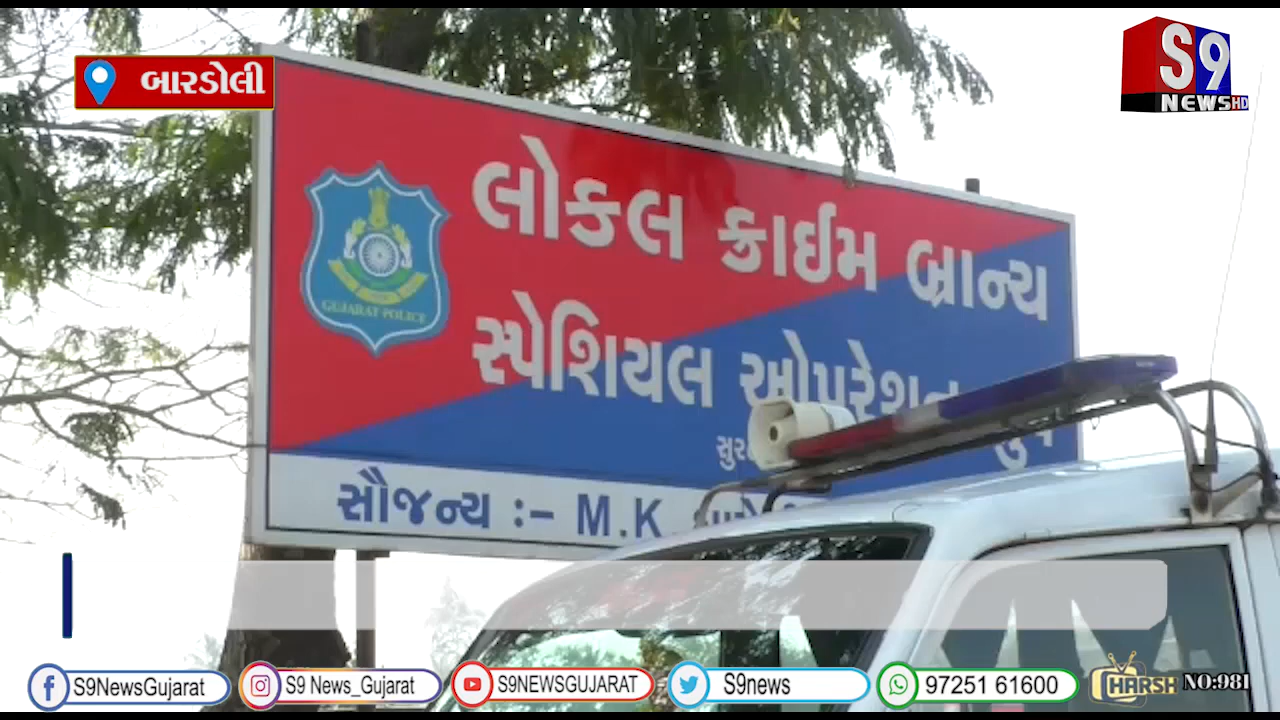 બારડોલી
S9
NEWS HD
લોકલ ક્રાઈમ બ્રાન્ચ
સ્પેશિયલ ઓપરેશન
GUJARAT POLICE
સૌજન્ય :- M.K
S9NewsGujarat
S9 News_Gujarat
S9NEWSGUJARAT
S9news
97251 61600
HARSH NO:981